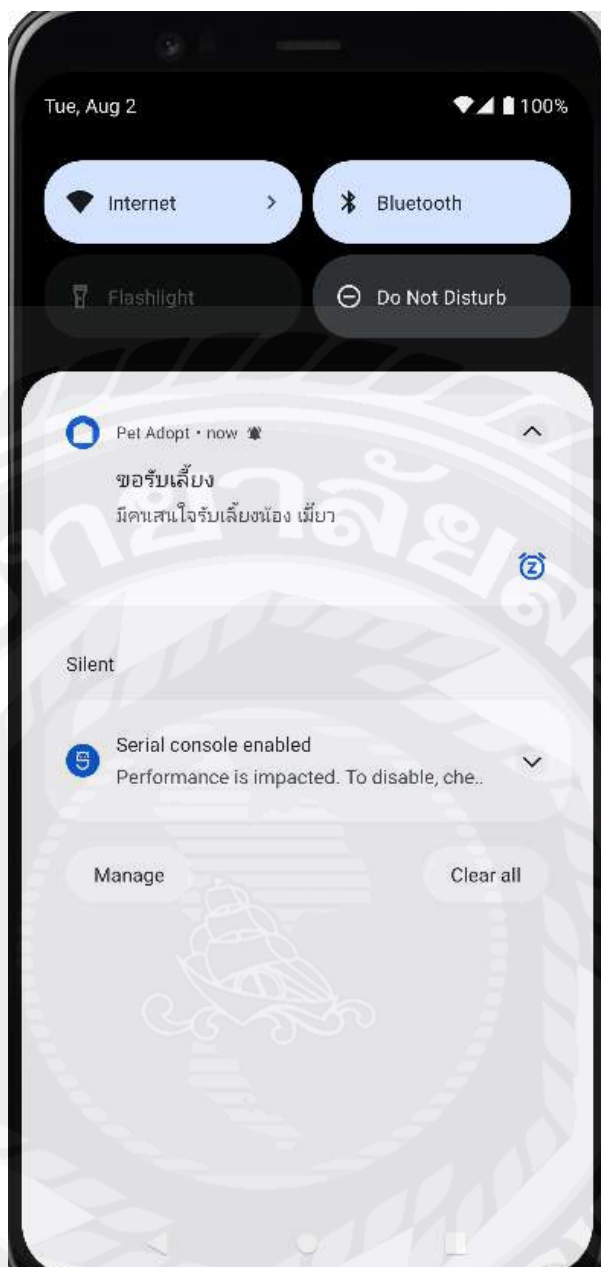 Tue, Aug 2
100%
Internet
Bluetooth
Flashlight
Do Not Disturb
Pet Adopt • now
ขอรับเลี้ยง
มีคนสนใจรับเลี้ยงน้อง เมี้ยว
Silent
Serial console enabled
Performance is impacted. To disable, che..
Manage
Clear all